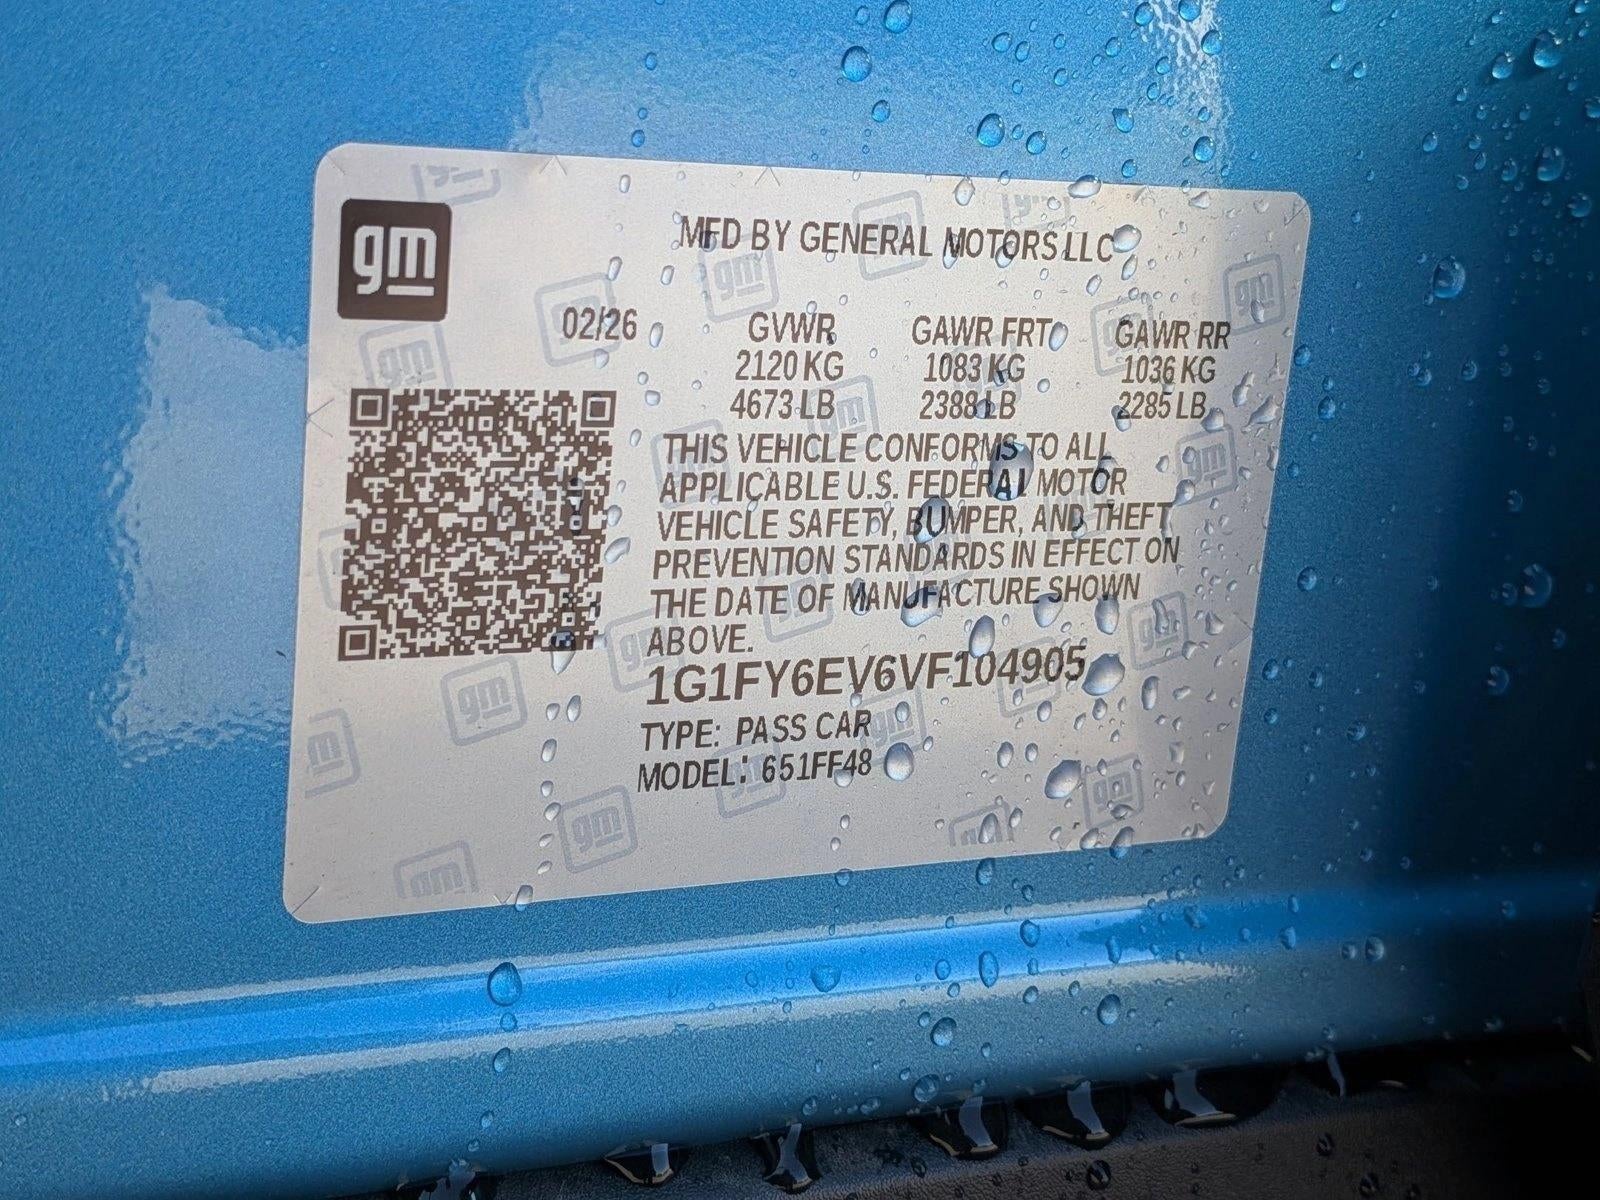 gm
MFD BY GENERAL MOTORS LLC
02/26 GVWR GAWR FRT GAWR RR
2120 KG 1083 KG 1036 KG
4673 LB 2388 LB 2285 LB
THIS VEHICLE CONFORMS TO ALL
APPLICABLE U.S. FEDERAL MOTOR
VEHICLE SAFETY, BUMPER, AND THEFT
PREVENTION STANDARDS IN EFFECT ON
THE DATE OF MANUFACTURE SHOWN
ABOVE.
1G1FY6EV6VF104905
TYPE: PASS CAR
MODEL: 651FF48